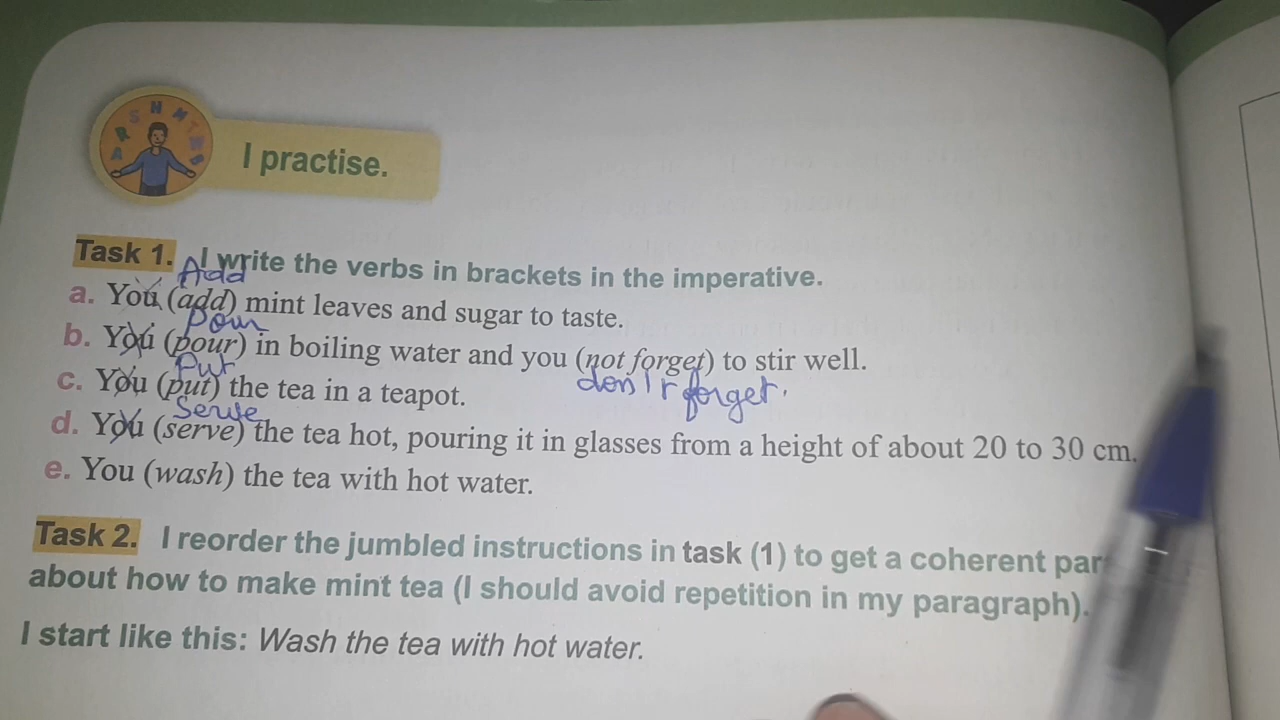 I practise.
Task 1. I write the verbs in brackets in the imperative.
Add
a. You (add) mint leaves and sugar to taste.
pour
b. You (pour) in boiling water and you (not forget) to stir well.
Put
don't forget.
c. You (put) the tea in a teapot.
Serve
d. You (serve) the tea hot, pouring it in glasses from a height of about 20 to 30 cm.
e. You (wash) the tea with hot water.
Task 2. I reorder the jumbled instructions in task (1) to get a coherent
about how to make mint tea (I should avoid repetition in my paragraph).
I start like this: Wash the tea with hot water.